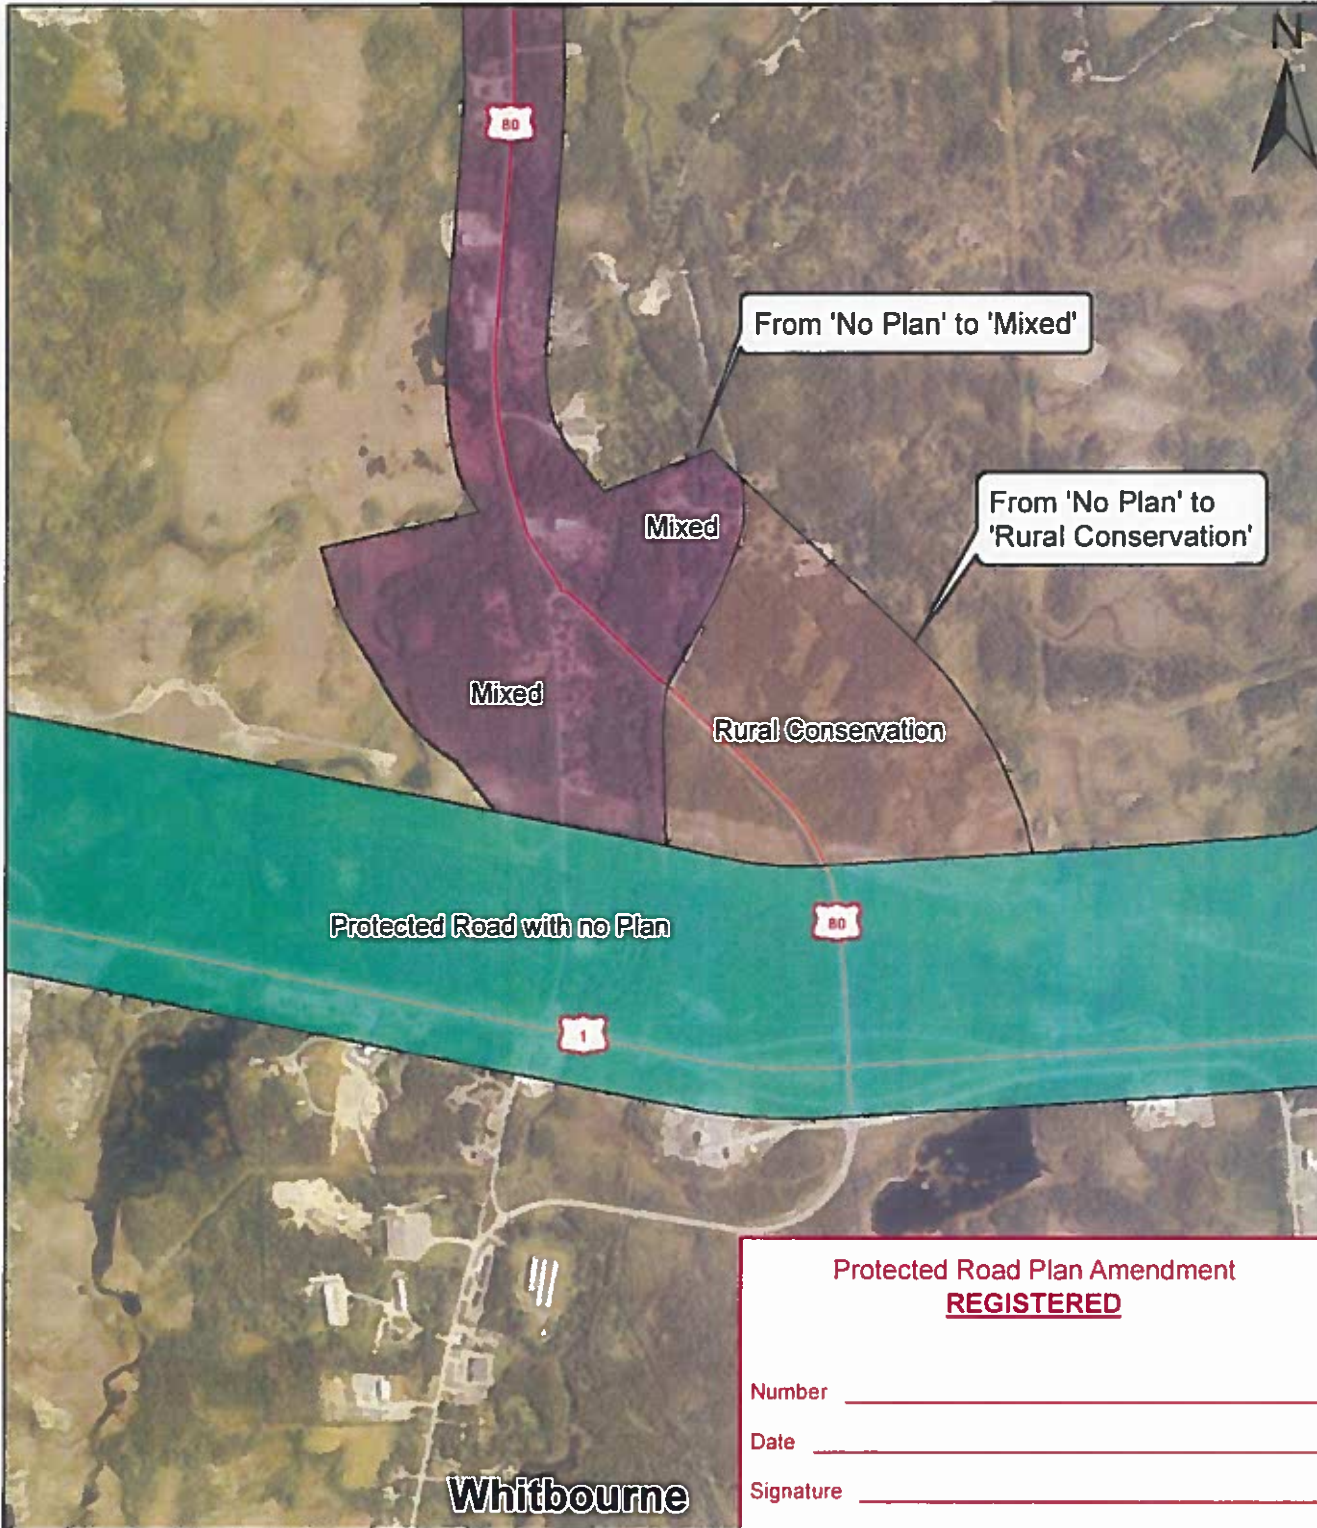 N
80
From 'No Plan' to 'Mixed'
From 'No Plan' to
'Rural Conservation'
Mixed
Mixed
Rural Conservation
Protected Road with no Plan
80
1
Protected Road Plan Amendment
REGISTERED
Number
Date
Signature
Whitbourne